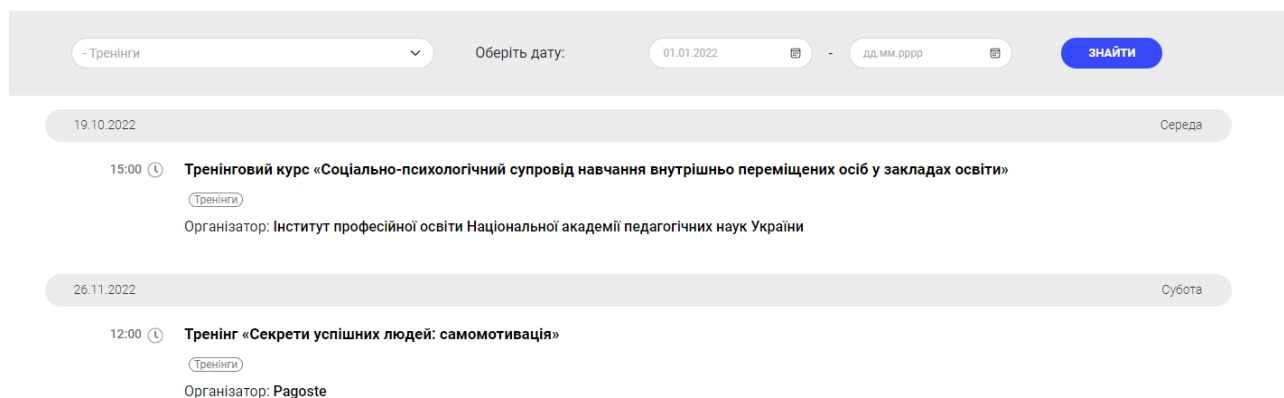 - Тренінги Оберіть дату: 01.01.2022 - дд.мм.рррр ЗНАЙТИ
19.10.2022 Середа
15:00 Тренінговий курс «Соціально-психологічний супровід навчання внутрішньо переміщених осіб у закладах освіти»
Тренінги
Організатор: Інститут професійної освіти Національної академії педагогічних наук України
26.11.2022 Субота
12:00 Тренінг «Секрети успішних людей: самомотивація»
Тренінги
Організатор: Pagoste